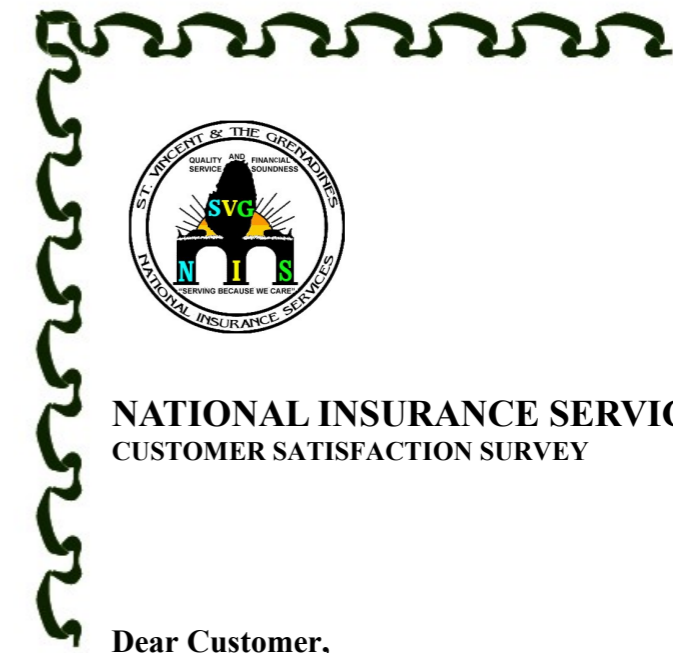 ST. VINCENT & THE GRENADINES
QUALITY AND FINANCIAL
SERVICE SOUNDNESS
SVG
N I S
"SERVING BECAUSE WE CARE"
NATIONAL INSURANCE SERVICES
NATIONAL INSURANCE SERVIC
CUSTOMER SATISFACTION SURVEY
Dear Customer,